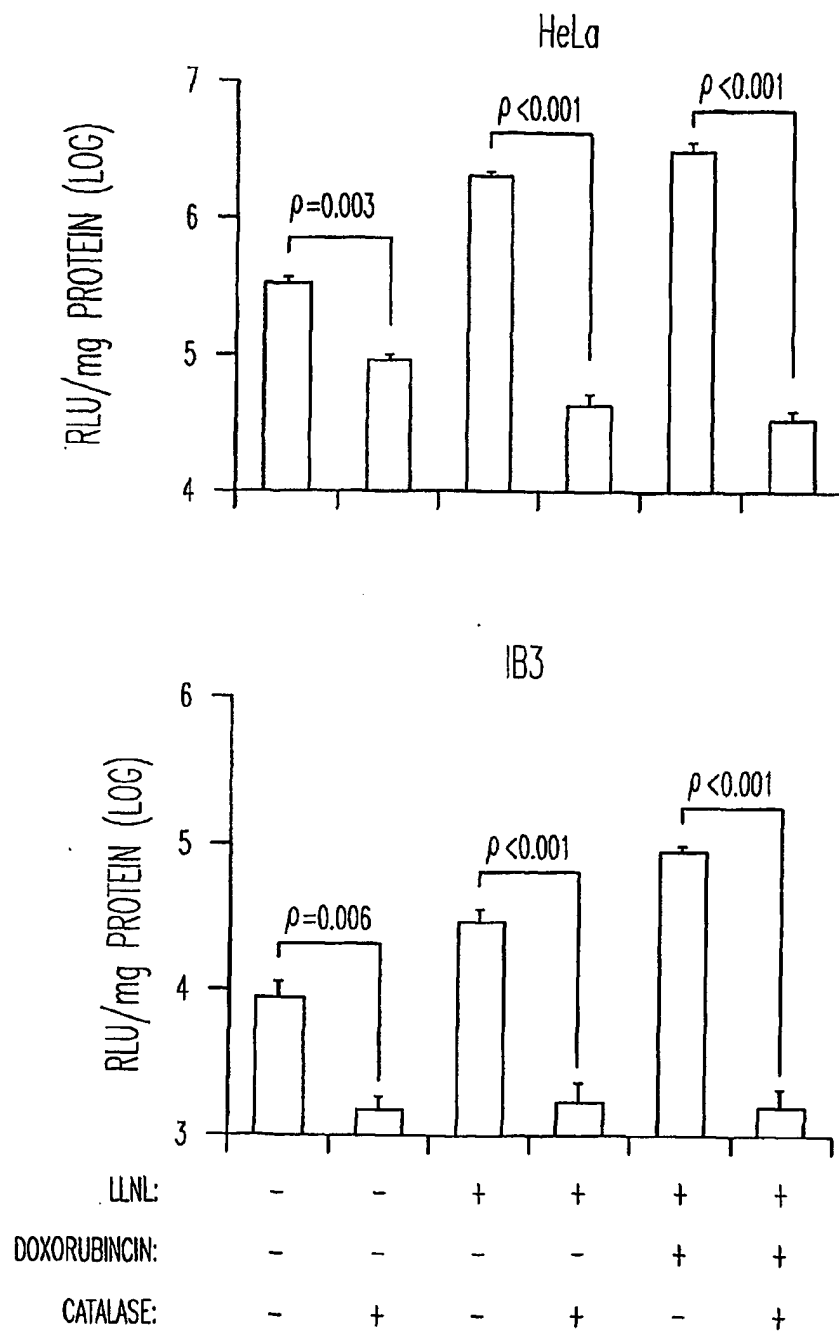 HeLa
RLU/mg PROTEIN (LOG)
7
6
5
4
ρ=0.003
ρ<0.001
ρ<0.001
IB3
RLU/mg PROTEIN (LOG)
6
5
4
3
ρ=0.006
ρ<0.001
ρ<0.001
LLNL: - - + + + +
DOXORUBINCIN: - - - - + +
CATALASE: - + - + - +